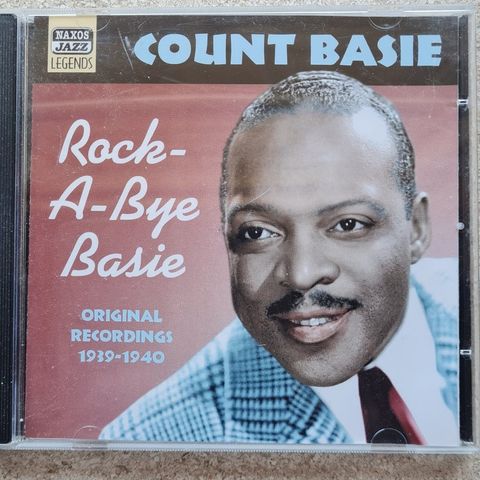 NAXOS
JAZZ
LEGENDS
COUNT BASIE
Rock-
A-Bye
Basie
ORIGINAL
RECORDINGS
1939-1940